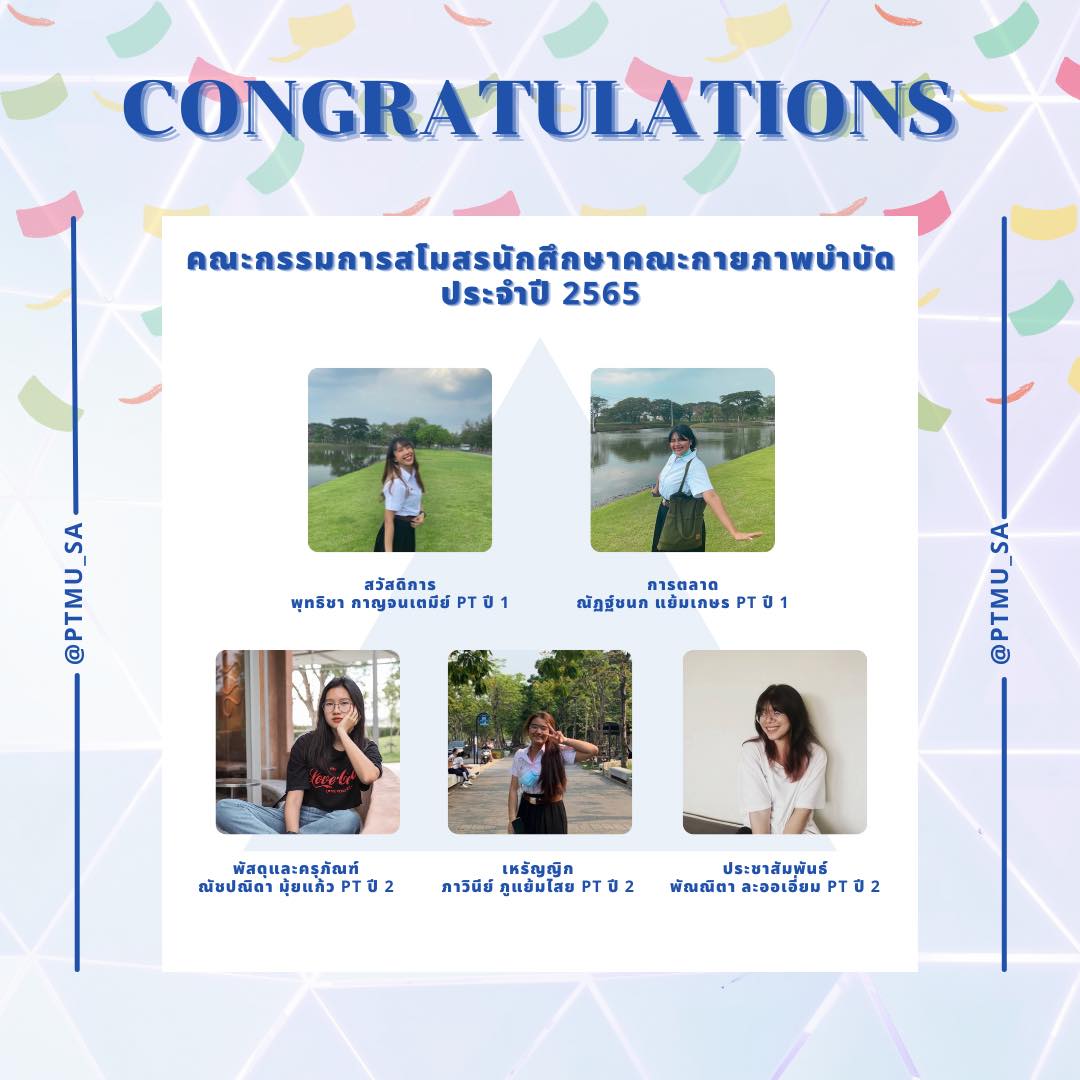 CONGRATULATIONS
คณะกรรมการสโมสรนักศึกษาคณะกายภาพบำบัด
ประจำปี 2565
@PTMU_SA
@PTMU_SA
สวัสดิการ
พุทธิชา กาญจนเตมีย์ PT ปี 1
การตลาด
ณัฏฐ์ชนก แย้มเกษร PT ปี 1
พัสดุและครุภัณฑ์
ณัชปณิดา มุ้ยแก้ว PT ปี 2
เหรัญญิก
ภาวินีย์ ภูแย้มไสย PT ปี 2
ประชาสัมพันธ์
พัณณิตา ละออเอี่ยม PT ปี 2